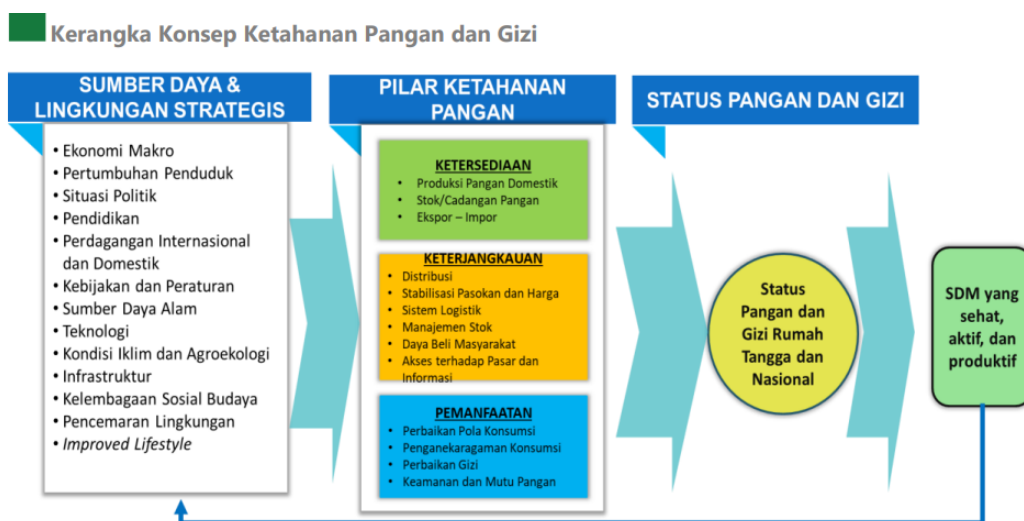 Kerangka Konsep Ketahanan Pangan dan Gizi
SUMBER DAYA &
LINGKUNGAN STRATEGIS
• Ekonomi Makro
• Pertumbuhan Penduduk
• Situasi Politik
• Pendidikan
• Perdagangan Internasional
dan Domestik
• Kebijakan dan Peraturan
• Sumber Daya Alam
• Teknologi
• Kondisi Iklim dan Agroekologi
• Infrastruktur
• Kelembagaan Sosial Budaya
• Pencemaran Lingkungan
• Improved Lifestyle
PILAR KETAHANAN
PANGAN
KETERSEDIAAN
• Produksi Pangan Domestik
• Stok/Cadangan Pangan
• Ekspor – Impor
KETERJANGKAUAN
• Distribusi
• Stabilisasi Pasokan dan Harga
• Sistem Logistik
• Manajemen Stok
• Daya Beli Masyarakat
• Akses terhadap Pasar dan
Informasi
PEMANFAATAN
• Perbaikan Pola Konsumsi
• Penganekaragaman Konsumsi
• Perbaikan Gizi
• Keamanan dan Mutu Pangan
STATUS PANGAN DAN GIZI
Status
Pangan dan
Gizi Rumah
Tangga dan
Nasional
SDM yang
sehat,
aktif, dan
produktif